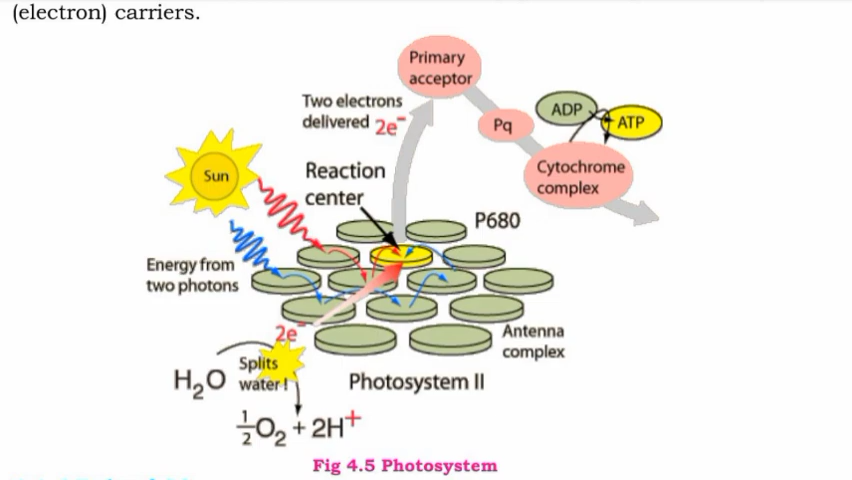 (electron) carriers.
Primary
acceptor
Two electrons
delivered 2e⁻
Pq
ADP
ATP
Sun
Reaction
center
Cytochrome
complex
P680
Energy from
two photons
2e⁻
Antenna
complex
Splits
water!
H₂O
Photosystem II
½O₂ + 2H⁺
Fig 4.5 Photosystem